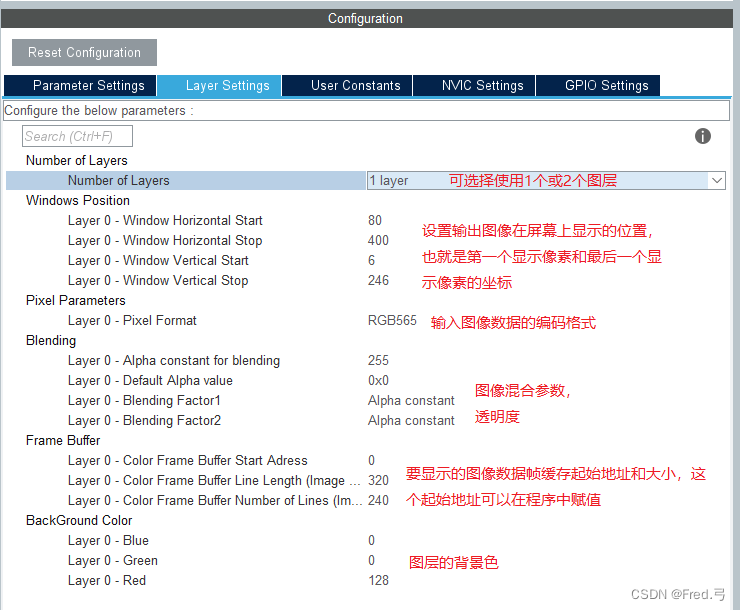 Configuration
Reset Configuration
Parameter Settings Layer Settings User Constants NVIC Settings GPIO Settings
Configure the below parameters :
Search (Ctrl+F)
Number of Layers
Number of Layers 1 layer 可选择使用1个或2个图层
Windows Position
Layer 0 - Window Horizontal Start 80
Layer 0 - Window Horizontal Stop 400
Layer 0 - Window Vertical Start 6
Layer 0 - Window Vertical Stop 246
设置输出图像在屏幕上显示的位置，
也就是第一个显示像素和最后一个显
示像素的坐标
Pixel Parameters
Layer 0 - Pixel Format RGB565 输入图像数据的编码格式
Blending
Layer 0 - Alpha constant for blending 255
Layer 0 - Default Alpha value 0x0
Layer 0 - Blending Factor1 Alpha constant
Layer 0 - Blending Factor2 Alpha constant
图像混合参数，
透明度
Frame Buffer
Layer 0 - Color Frame Buffer Start Adress 0
Layer 0 - Color Frame Buffer Line Length (Image ... 320
Layer 0 - Color Frame Buffer Number of Lines (Im... 240
要显示的图像数据帧缓存起始地址和大小，这
个起始地址可以在程序中赋值
BackGround Color
Layer 0 - Blue 0
Layer 0 - Green 0
Layer 0 - Red 128
图层的背景色
CSDN @Fred.弓